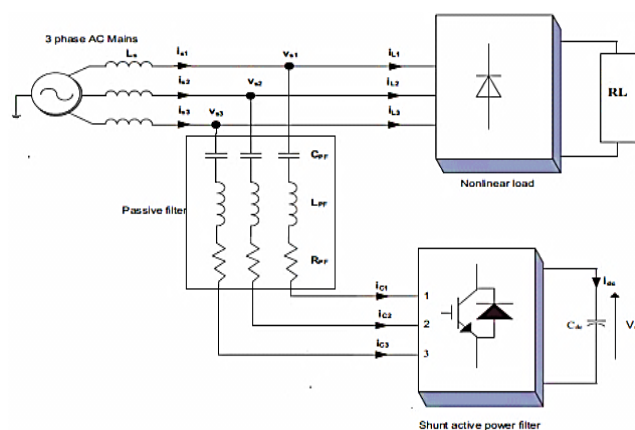 3 phase AC Mains
Ls
is1
vs1
iL1
is2
vs2
iL2
is3
vs3
iL3
RL
Nonlinear load
CPF
LPF
RPF
Passive filter
iC1
1
iC2
2
iC3
3
idc
Cdc
V
Shunt active power filter